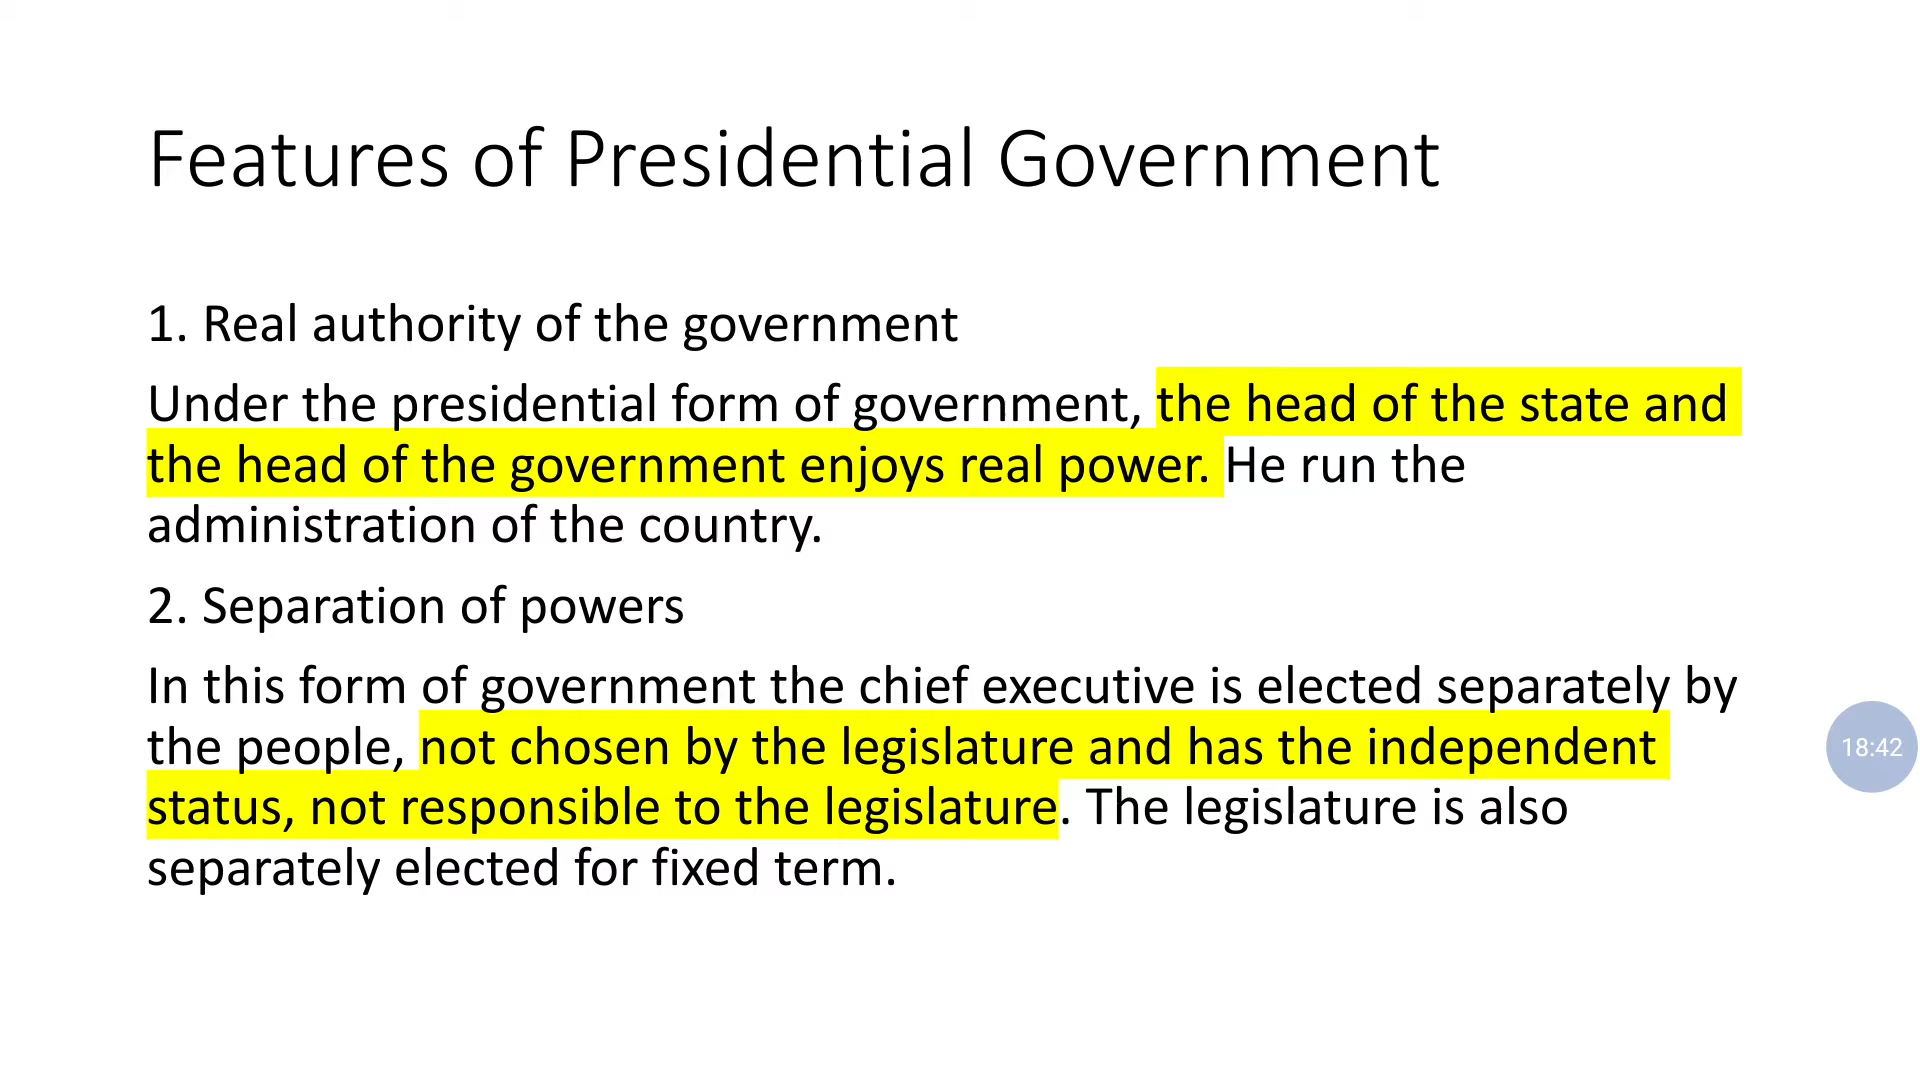 Features of Presidential Government
1. Real authority of the government
Under the presidential form of government, the head of the state and
the head of the government enjoys real power. He run the
administration of the country.
2. Separation of powers
In this form of government the chief executive is elected separately by
the people, not chosen by the legislature and has the independent
status, not responsible to the legislature. The legislature is also
separately elected for fixed term.
18:42